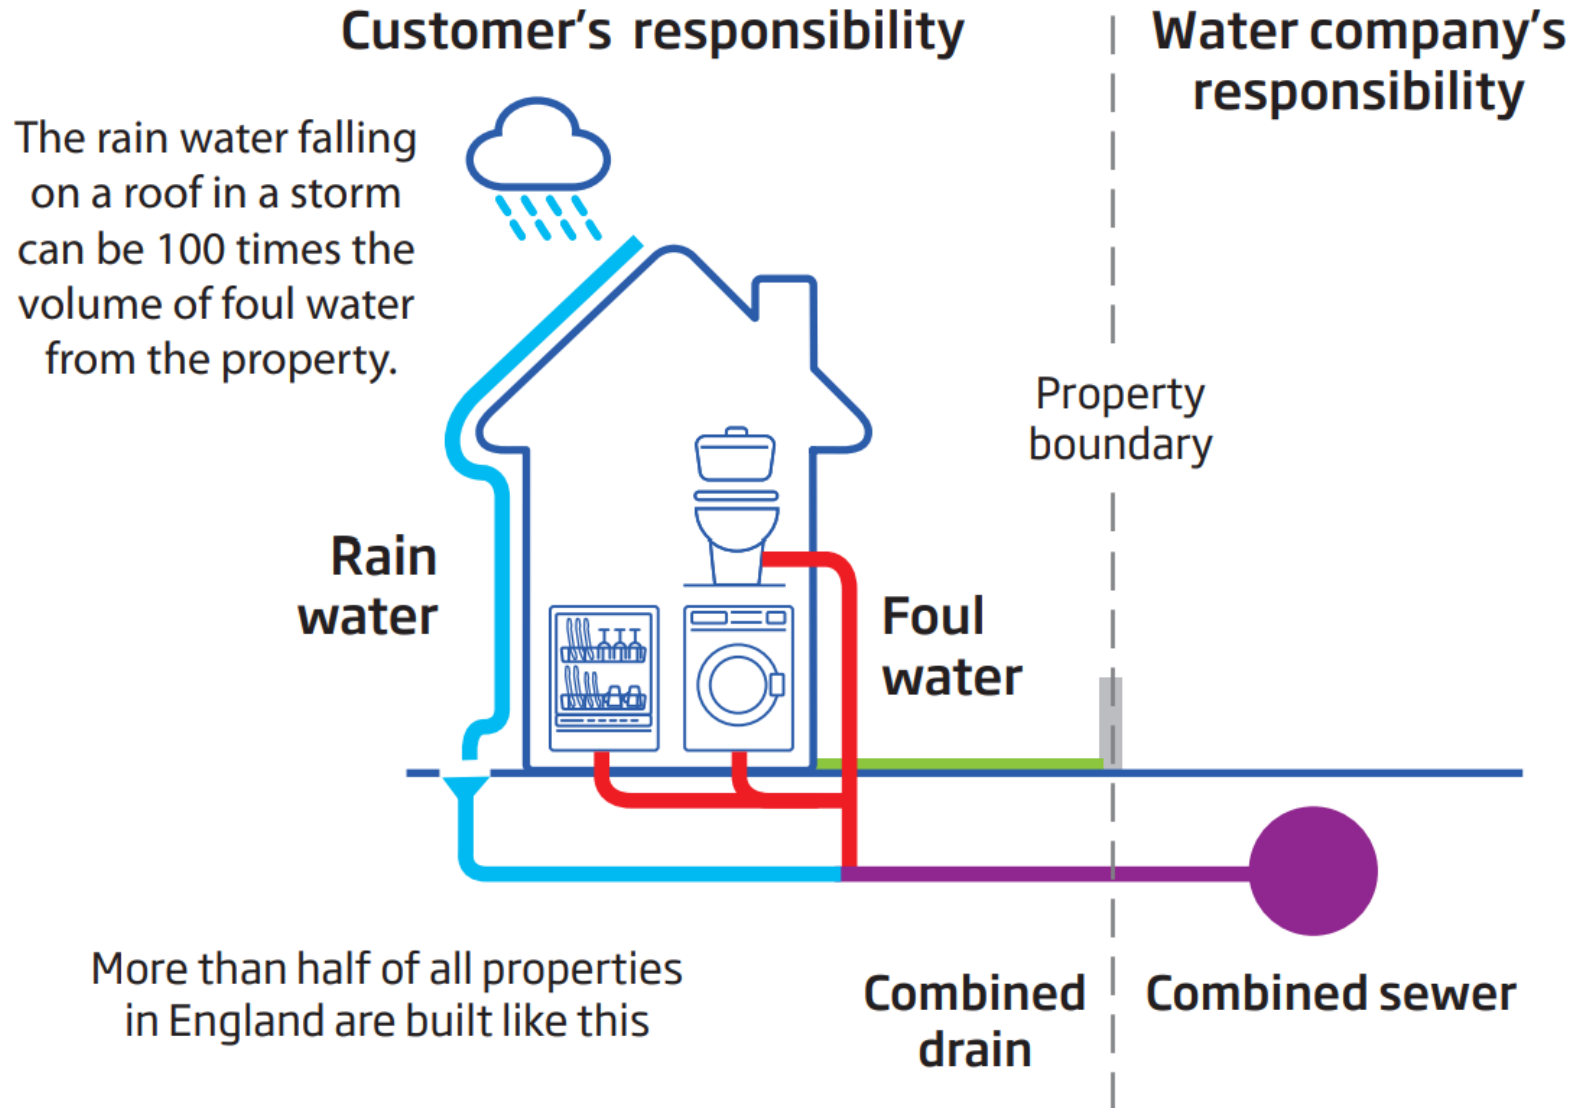 Customer's responsibility
Water company's
responsibility
The rain water falling
on a roof in a storm
can be 100 times the
volume of foul water
from the property.
Property
boundary
Rain
water
Foul
water
More than half of all properties
in England are built like this
Combined
drain
Combined sewer